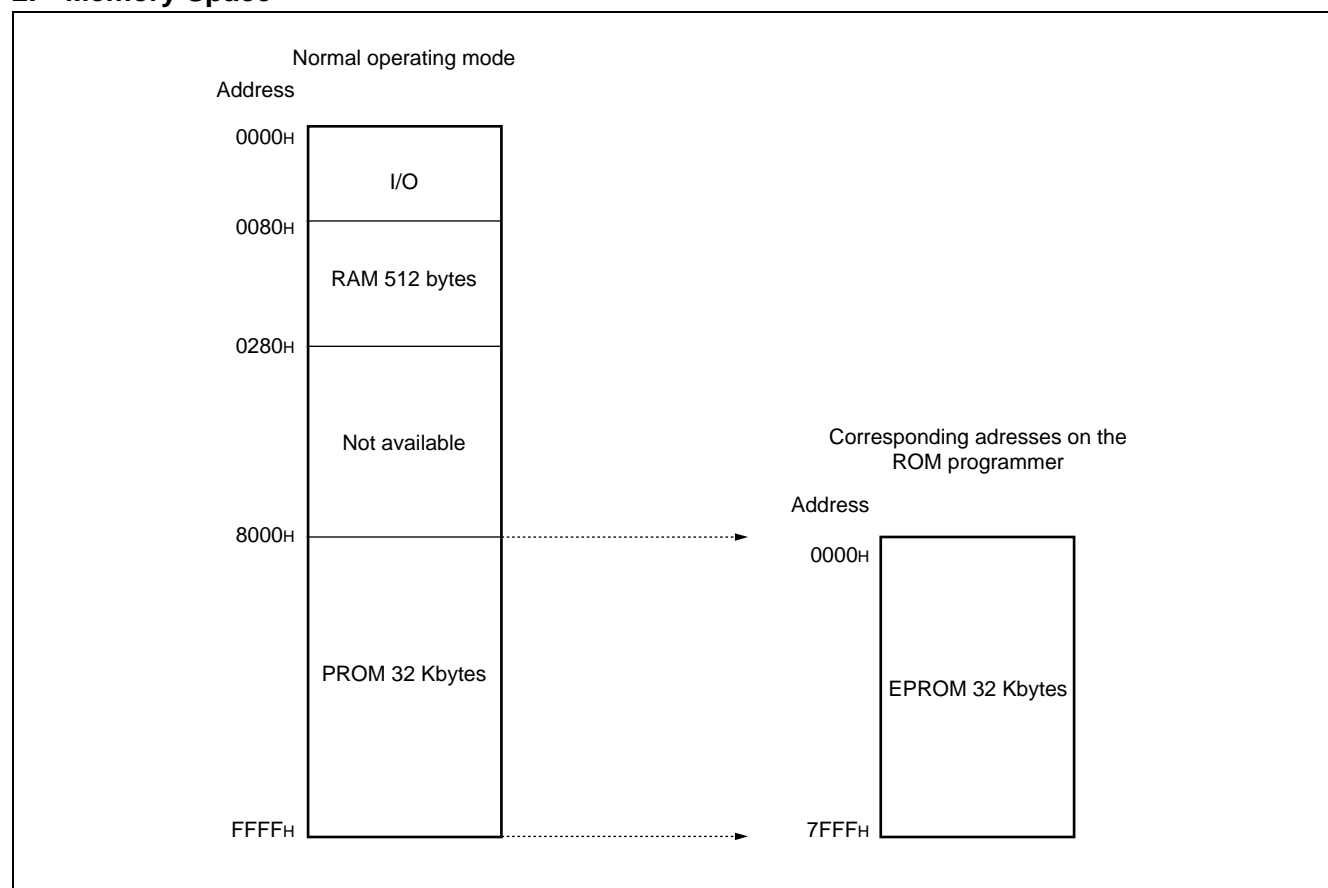 2. Memory Space
Normal operating mode
Address
0000H
I/O
0080H
RAM 512 bytes
0280H
Not available
8000H
PROM 32 Kbytes
FFFFH
Corresponding adresses on the
ROM programmer
Address
0000H
EPROM 32 Kbytes
7FFFH